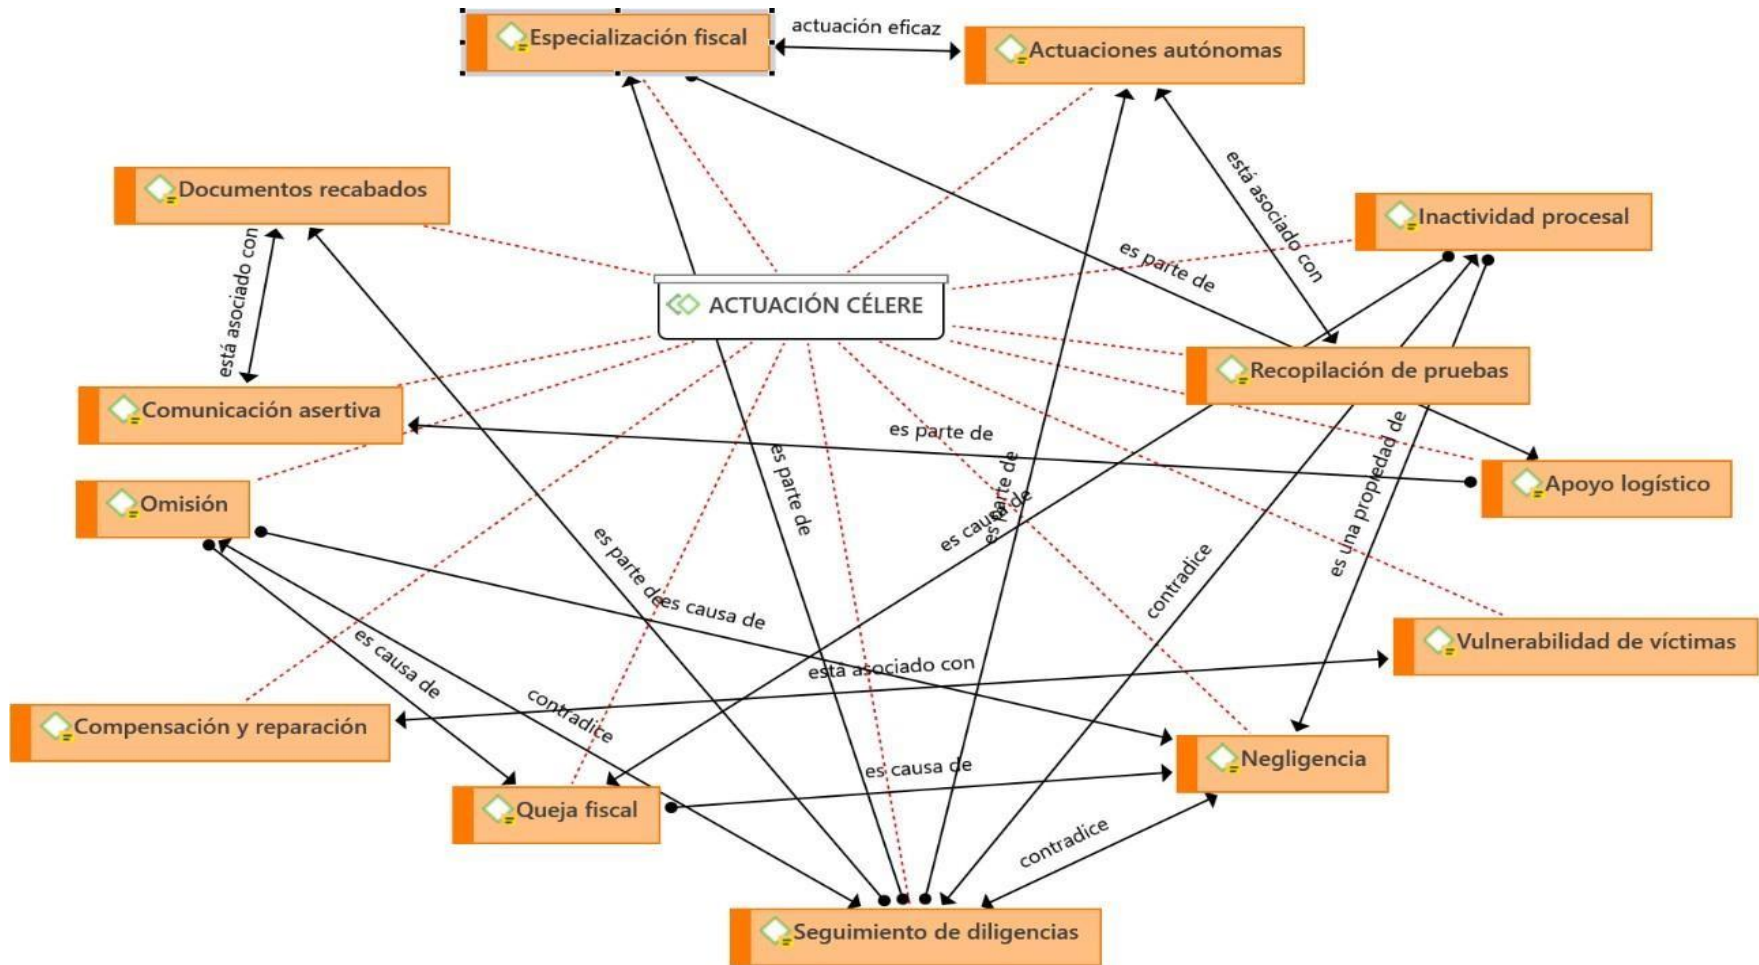 Especialización fiscal
actuación eficaz
Actuaciones autónomas
Documentos recabados
está asociado con
Inactividad procesal
está asociado con
es parte de
ACTUACIÓN CÉLERE
Recopilación de pruebas
Comunicación asertiva
es parte de
es parte de
es parte de
es una propiedad de
Apoyo logístico
Omisión
es causa de
es parte de
contradice
es causa de
es causa de
Vulnerabilidad de víctimas
está asociado con
contradice
Compensación y reparación
es causa de
Negligencia
Queja fiscal
contradice
Seguimiento de diligencias